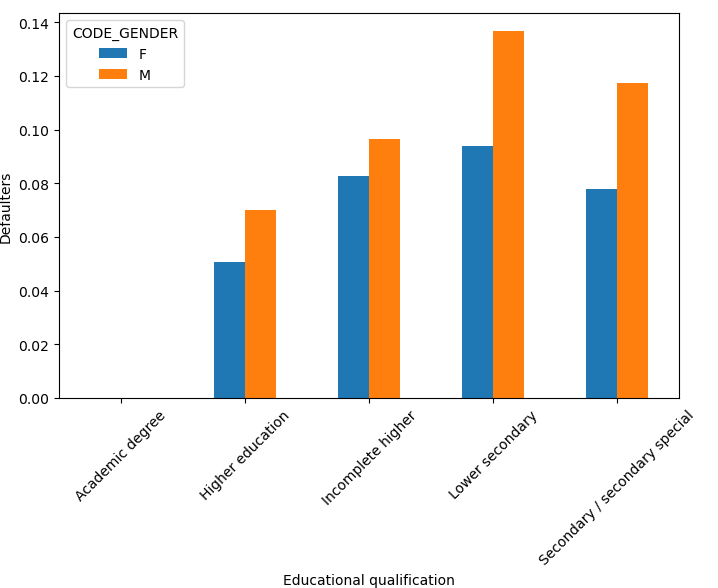 CODE_GENDER
F
M
0.14
0.12
0.10
0.08
0.06
0.04
0.02
0.00
Defaulters
Academic degree
Higher education
Incomplete higher
Lower secondary
Secondary / secondary special
Educational qualification